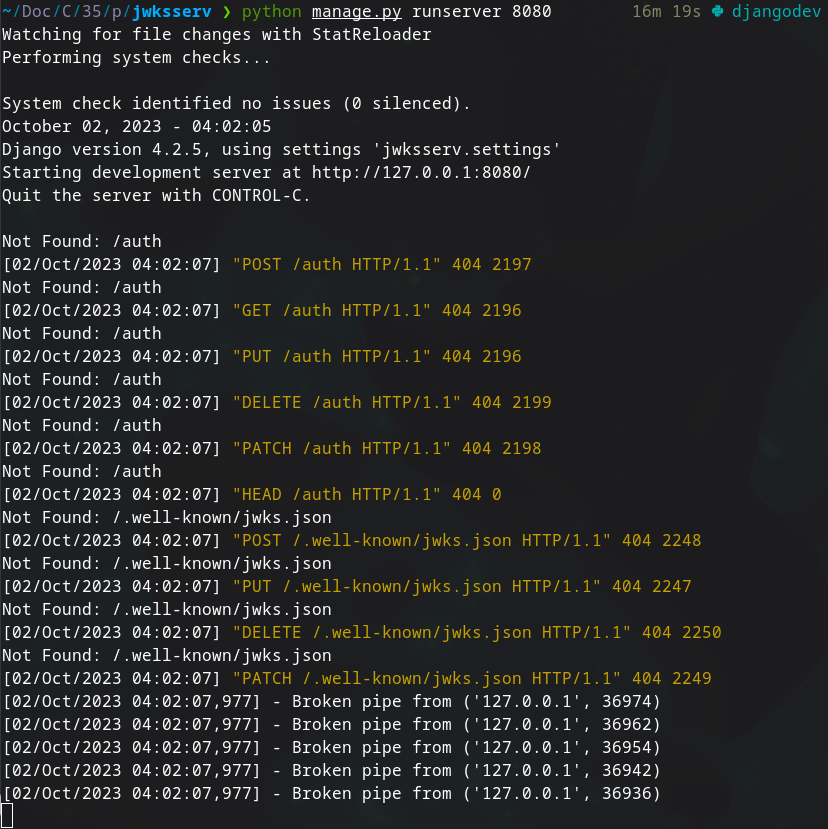 ~/Doc/C/35/p/jwksserv ❯ python manage.py runserver 8080 16m 19s djangodev
Watching for file changes with StatReloader
Performing system checks...
System check identified no issues (0 silenced).
October 02, 2023 - 04:02:05
Django version 4.2.5, using settings 'jwksserv.settings'
Starting development server at http://127.0.0.1:8080/
Quit the server with CONTROL-C.
Not Found: /auth
[02/Oct/2023 04:02:07] "POST /auth HTTP/1.1" 404 2197
Not Found: /auth
[02/Oct/2023 04:02:07] "GET /auth HTTP/1.1" 404 2196
Not Found: /auth
[02/Oct/2023 04:02:07] "PUT /auth HTTP/1.1" 404 2196
Not Found: /auth
[02/Oct/2023 04:02:07] "DELETE /auth HTTP/1.1" 404 2199
Not Found: /auth
[02/Oct/2023 04:02:07] "PATCH /auth HTTP/1.1" 404 2198
Not Found: /auth
[02/Oct/2023 04:02:07] "HEAD /auth HTTP/1.1" 404 0
Not Found: /.well-known/jwks.json
[02/Oct/2023 04:02:07] "POST /.well-known/jwks.json HTTP/1.1" 404 2248
Not Found: /.well-known/jwks.json
[02/Oct/2023 04:02:07] "PUT /.well-known/jwks.json HTTP/1.1" 404 2247
Not Found: /.well-known/jwks.json
[02/Oct/2023 04:02:07] "DELETE /.well-known/jwks.json HTTP/1.1" 404 2250
Not Found: /.well-known/jwks.json
[02/Oct/2023 04:02:07] "PATCH /.well-known/jwks.json HTTP/1.1" 404 2249
[02/Oct/2023 04:02:07,977] - Broken pipe from ('127.0.0.1', 36974)
[02/Oct/2023 04:02:07,977] - Broken pipe from ('127.0.0.1', 36962)
[02/Oct/2023 04:02:07,977] - Broken pipe from ('127.0.0.1', 36954)
[02/Oct/2023 04:02:07,977] - Broken pipe from ('127.0.0.1', 36942)
[02/Oct/2023 04:02:07,977] - Broken pipe from ('127.0.0.1', 36936)